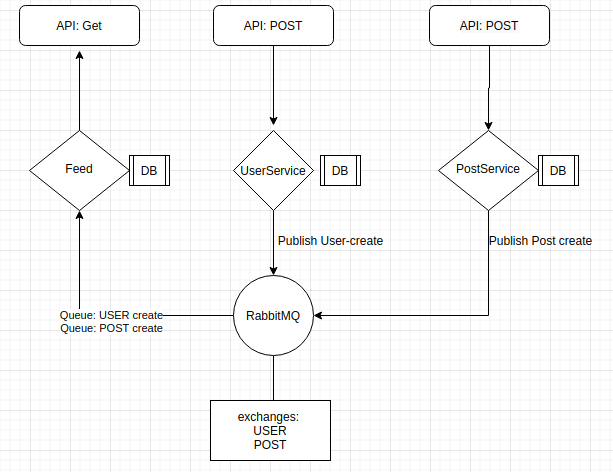 API: Get
API: POST
API: POST
Feed
DB
UserService
DB
PostService
DB
Publish User-create
Publish Post create
Queue: USER create
Queue: POST create
RabbitMQ
exchanges:
USER
POST